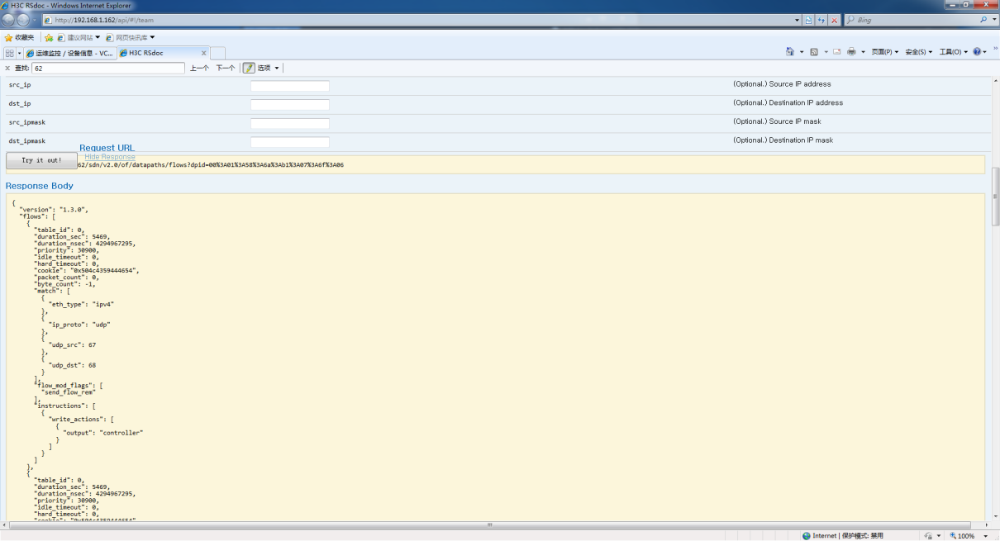 H3C RSdoc - Windows Internet Explorer
http://192.168.1.162/api/#!/team
Bing
收藏夹 建议网站 网页快讯库
运维监控 / 设备信息 - VC... H3C RSdoc x 页面(P) 安全(S) 工具(O)
x 查找: 62 上一个 下一个 选项
src_ip (Optional.) Source IP address
dst_ip (Optional.) Destination IP address
src_ipmask (Optional.) Source IP mask
dst_ipmask (Optional.) Destination IP mask
Request URL
Try it out! Hide Response
62/sdn/v2.0/of/datapaths/flows?dpid=00%3A01%3A58%3A6a%3Ab1%3A07%3A6f%3A06
Response Body
{
"version": "1.3.0",
"flows": [
{
"table_id": 0,
"duration_sec": 5469,
"duration_nsec": 4294967295,
"priority": 30900,
"idle_timeout": 0,
"hard_timeout": 0,
"cookie": "0x504c4359444654",
"packet_count": 0,
"byte_count": -1,
"match": [
{
"eth_type": "ipv4"
},
{
"ip_proto": "udp"
},
{
"udp_src": 67
},
{
"udp_dst": 68
}
],
"flow_mod_flags": [
"send_flow_rem"
],
"instructions": [
{
"write_actions": [
{
"output": "controller"
}
]
}
]
},
{
"table_id": 0,
"duration_sec": 5469,
"duration_nsec": 4294967295,
"priority": 30900,
"idle_timeout": 0,
"hard_timeout": 0,
"cookie": "0x504c4359444654"
Internet | 保护模式: 禁用 100%